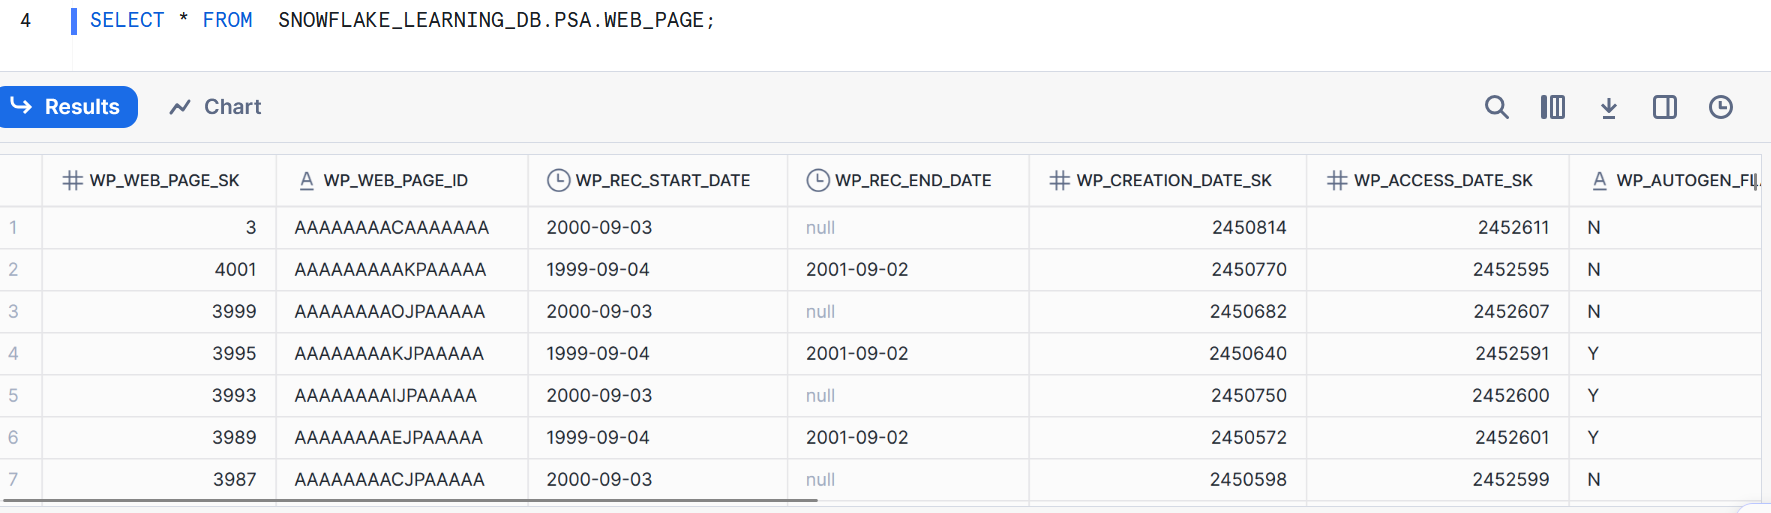 4 SELECT * FROM SNOWFLAKE_LEARNING_DB.PSA.WEB_PAGE;
Results Chart
WP_WEB_PAGE_SK WP_WEB_PAGE_ID WP_REC_START_DATE WP_REC_END_DATE WP_CREATION_DATE_SK WP_ACCESS_DATE_SK WP_AUTOGEN_FL
1 3 AAAAAAAACAAAAAAA 2000-09-03 null 2450814 2452611 N
2 4001 AAAAAAAAAKPAAAAA 1999-09-04 2001-09-02 2450770 2452595 N
3 3999 AAAAAAAAOJPAAAAA 2000-09-03 null 2450682 2452607 N
4 3995 AAAAAAAAKJPAAAAA 1999-09-04 2001-09-02 2450640 2452591 Y
5 3993 AAAAAAAAIJPAAAAA 2000-09-03 null 2450750 2452600 Y
6 3989 AAAAAAAAEJPAAAAA 1999-09-04 2001-09-02 2450572 2452601 Y
7 3987 AAAAAAAACJPAAAAA 2000-09-03 null 2450598 2452599 N